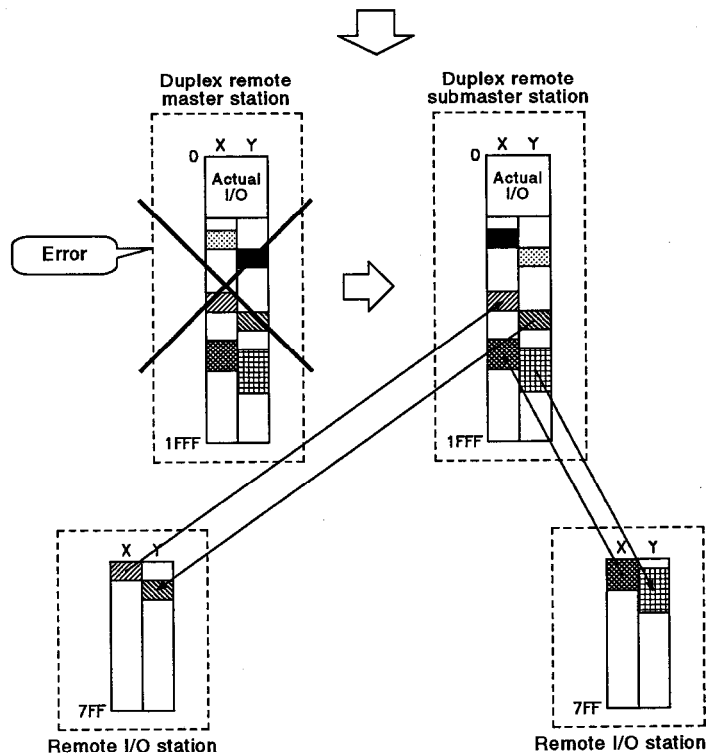 Duplex remote
master station
Duplex remote
submaster station
X Y
0
Actual
I/O
X Y
0
Actual
I/O
Error
1FFF
1FFF
X Y
7FF
Remote I/O station
X Y
7FF
Remote I/O station